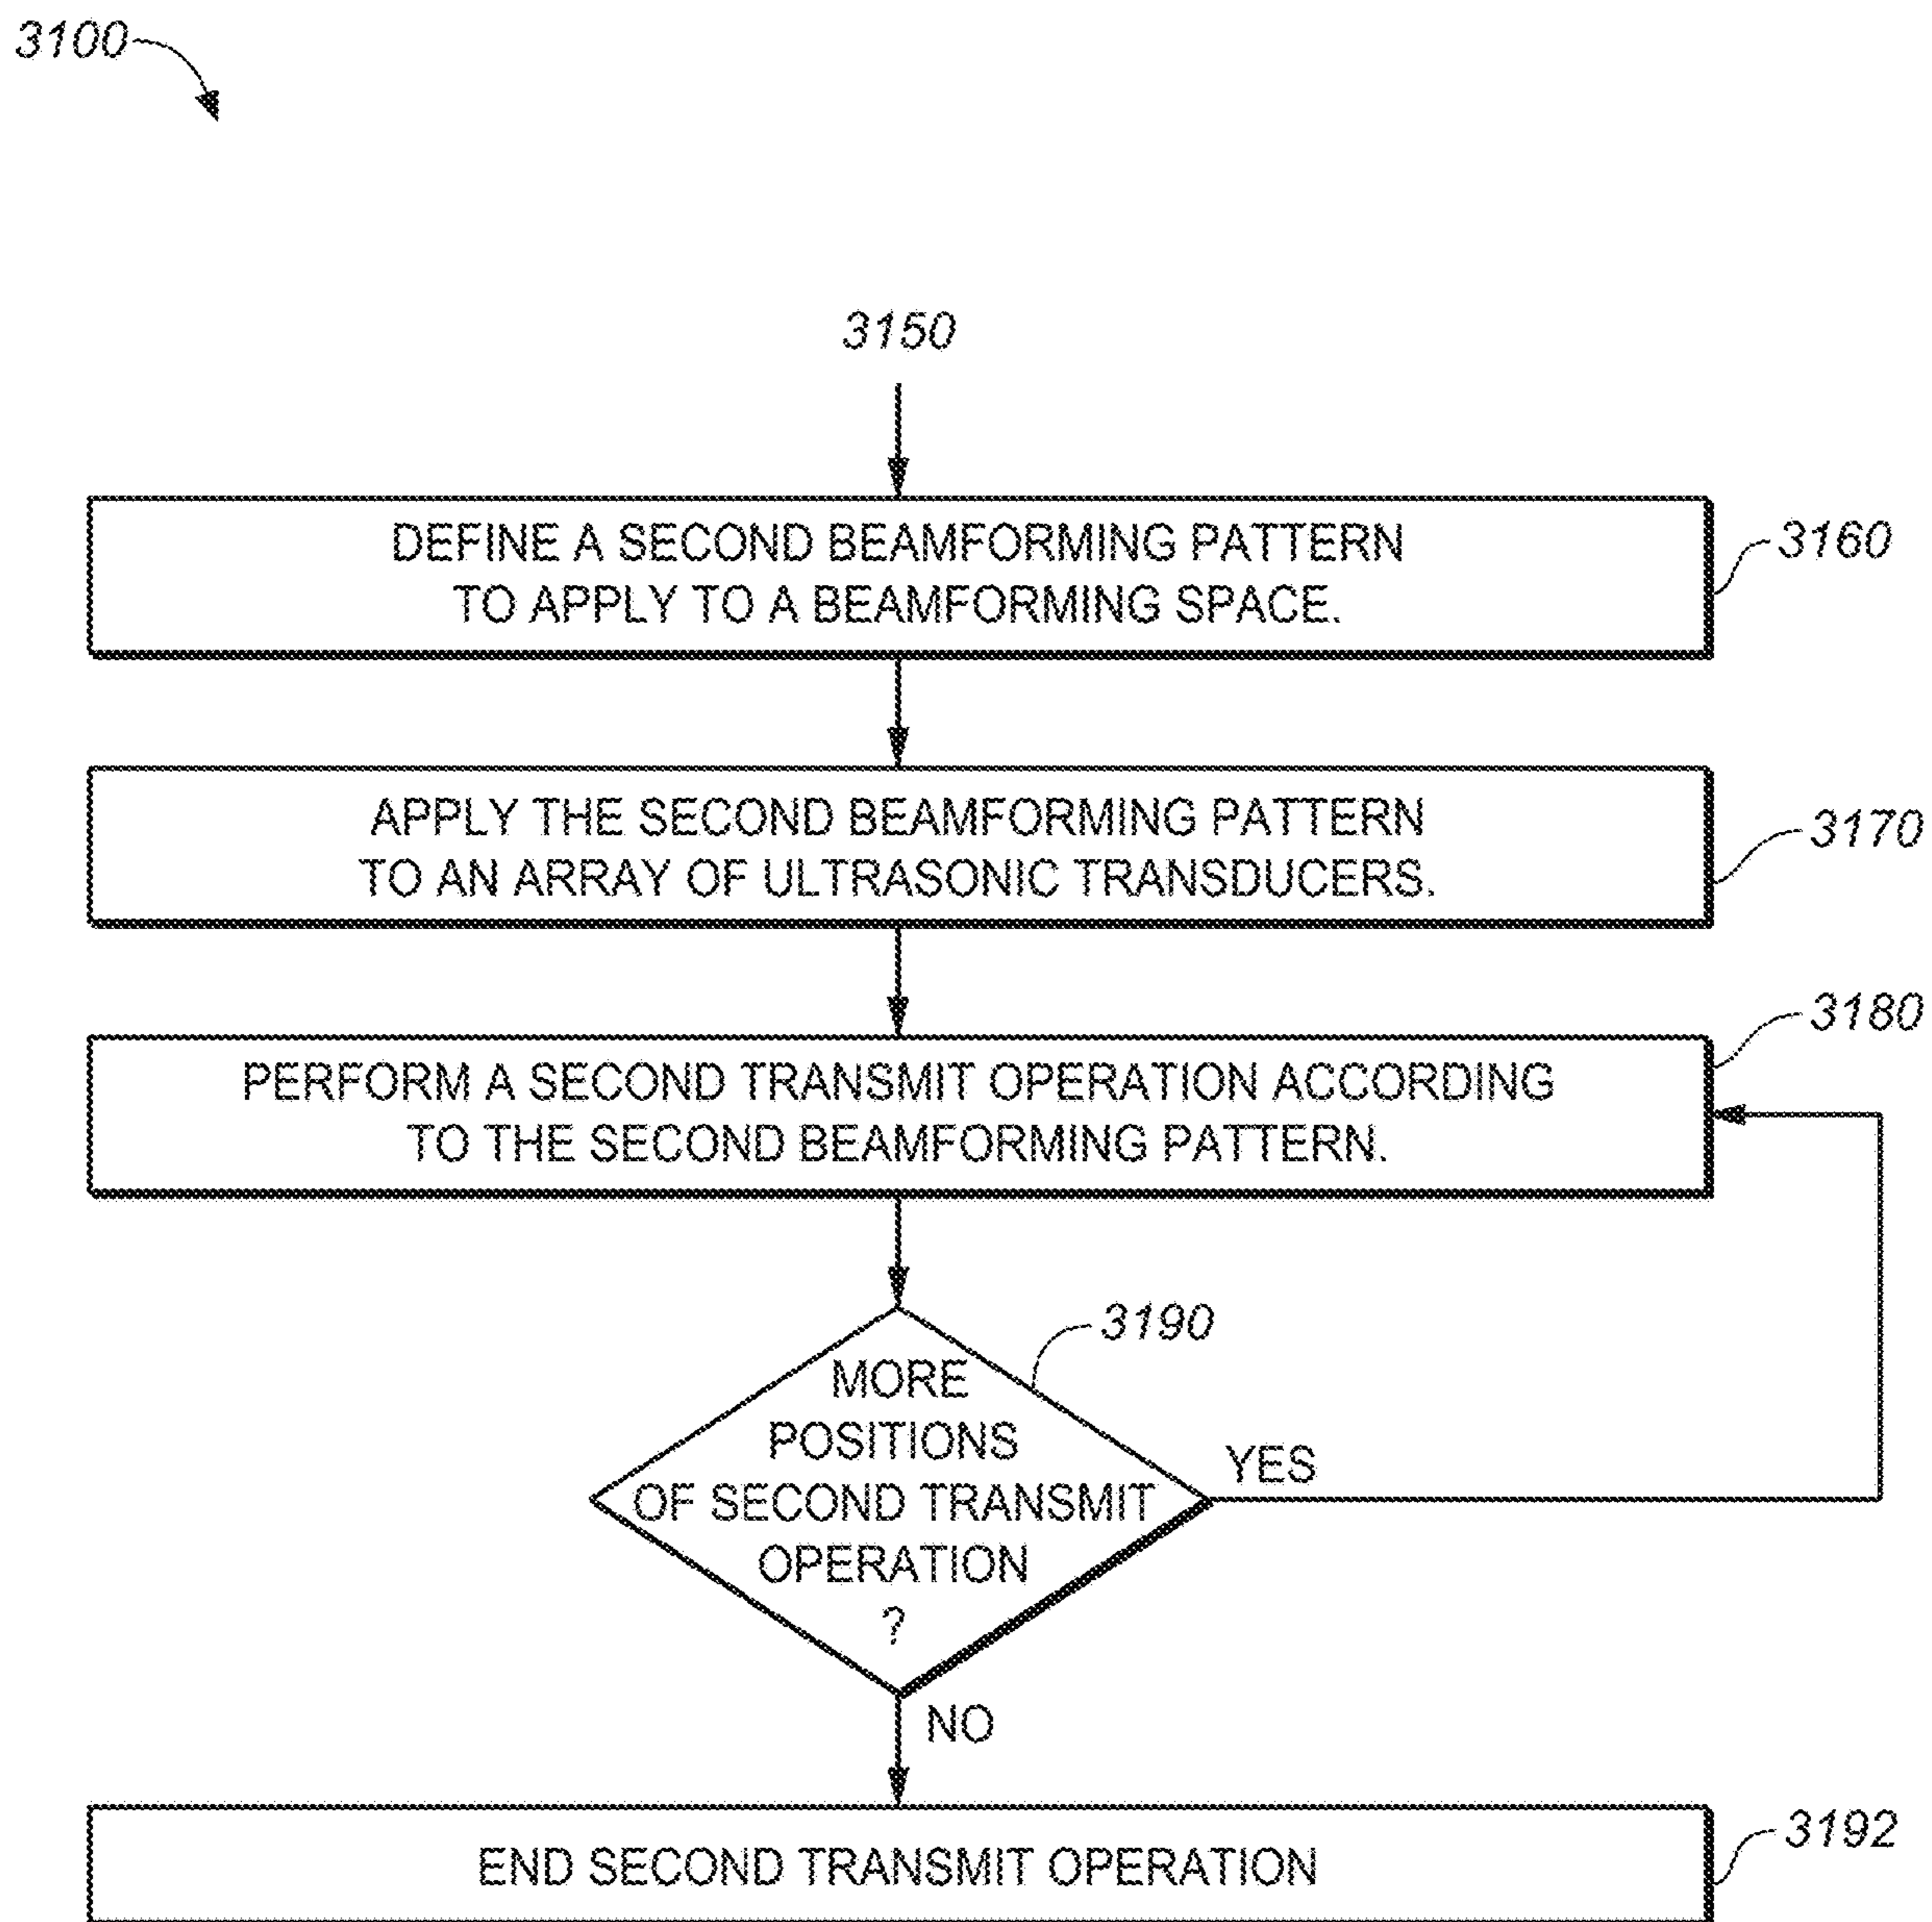 3100
3150
DEFINE A SECOND BEAMFORMING PATTERN
TO APPLY TO A BEAMFORMING SPACE.
3160
APPLY THE SECOND BEAMFORMING PATTERN
TO AN ARRAY OF ULTRASONIC TRANSDUCERS.
3170
3180
PERFORM A SECOND TRANSMIT OPERATION ACCORDING
TO THE SECOND BEAMFORMING PATTERN.
3190
MORE
POSITIONS
OF SECOND TRANSMIT
OPERATION
?
YES
NO
END SECOND TRANSMIT OPERATION
3192